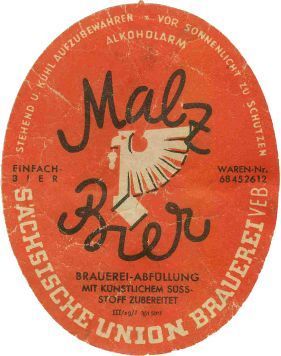 STEHEND U. KÜHL AUFZUBEWAHREN - VOR SONNENLICHT ZU SCHÜTZEN
ALKOHOLARM
Malz
EINFACH-
BIER
WAREN-Nr.
68452612
Bier
BRAUEREI-ABFÜLLUNG
MIT KÜNSTLICHEM SÜSS-
STOFF ZUBEREITET
SÄCHSISCHE UNION BRAUEREI VEB